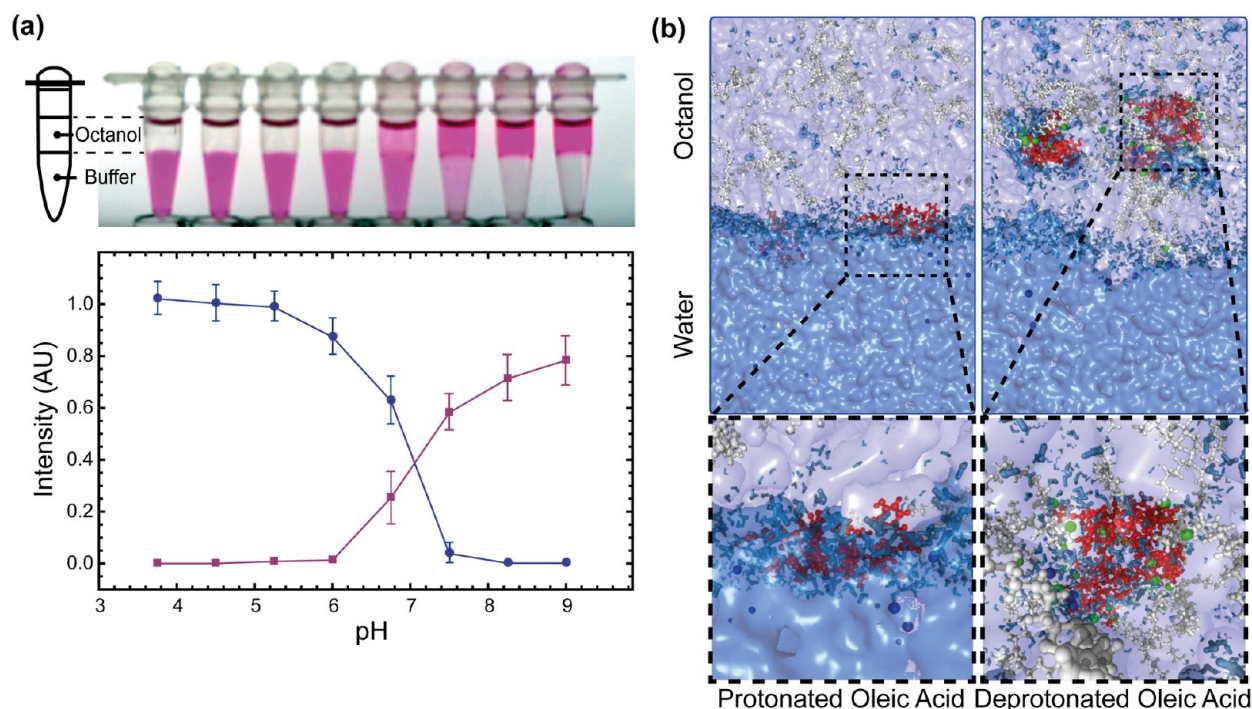 (a)
Octanol
Buffer
Intensity (AU)
1.0
0.8
0.6
0.4
0.2
0.0
3 4 5 6 7 8 9
pH
(b)
Octanol
Water
Protonated Oleic Acid
Deprotonated Oleic Acid